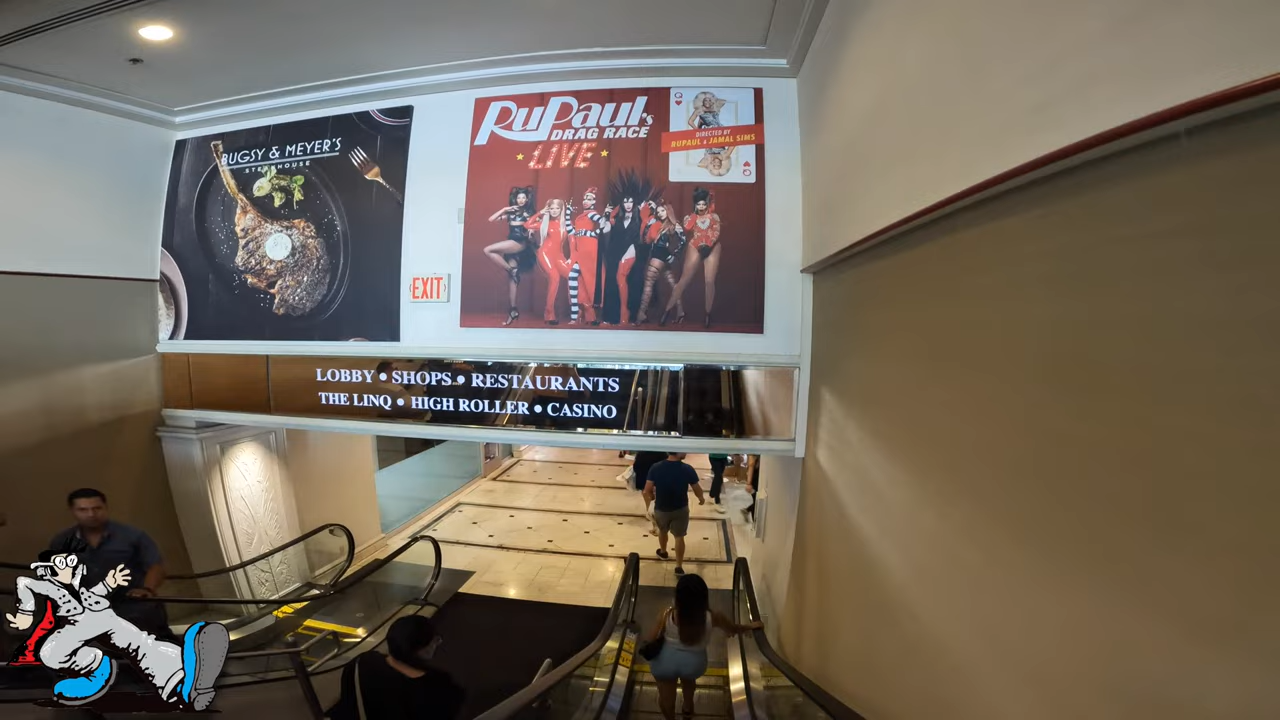 BUGSY & MEYER'S
STEAKHOUSE
RuPaul's
DRAG RACE
LIVE
Q
DIRECTED BY
RUPAUL & JAMAL SIMS
Q
EXIT
LOBBY • SHOPS • RESTAURANTS
THE LINQ • HIGH ROLLER • CASINO